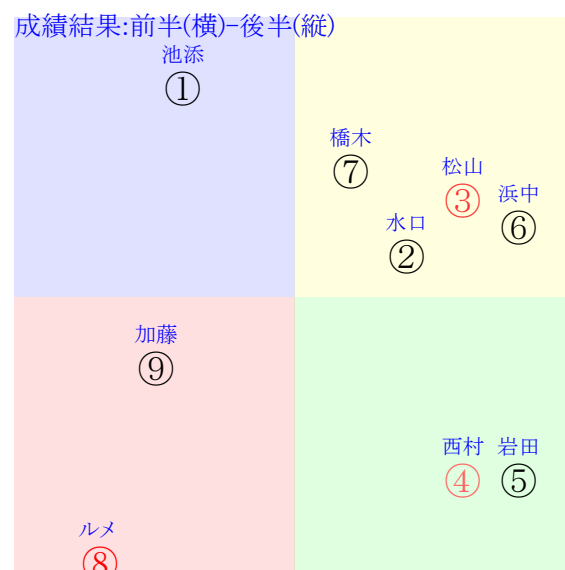 成績結果:前半(横)-後半(縦)
池添
①
橋木
⑦
松山
③
浜中
⑥
水口
②
加藤
⑨
西村
④
岩田
⑤
ルメ
⑧